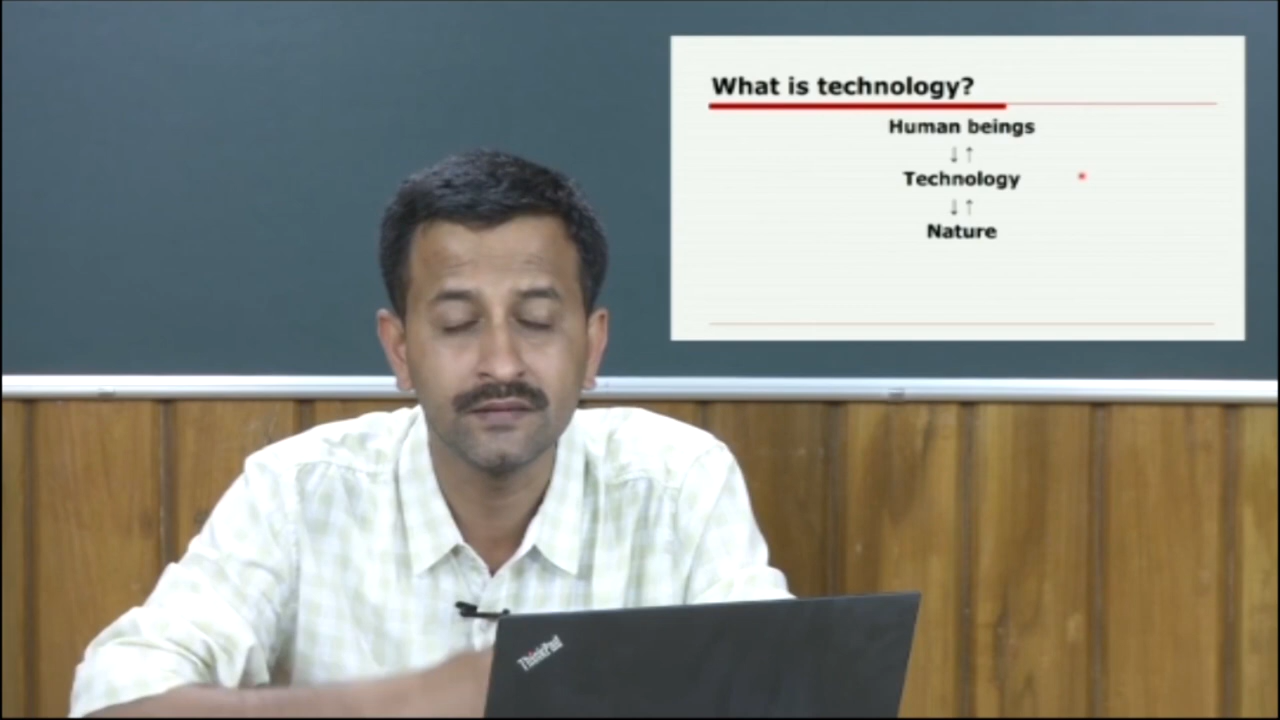 What is technology?
Human beings
↓↑
Technology
↓↑
Nature
ThinkPad